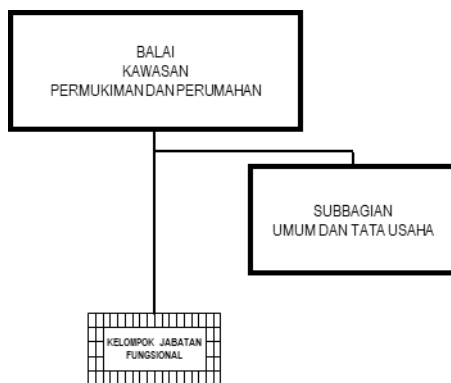 BALAI
KAWASAN
PERMUKIMAN DAN PERUMAHAN
SUBBAGIAN
UMUM DAN TATA USAHA
KELOMPOK JABATAN
FUNGSIONAL